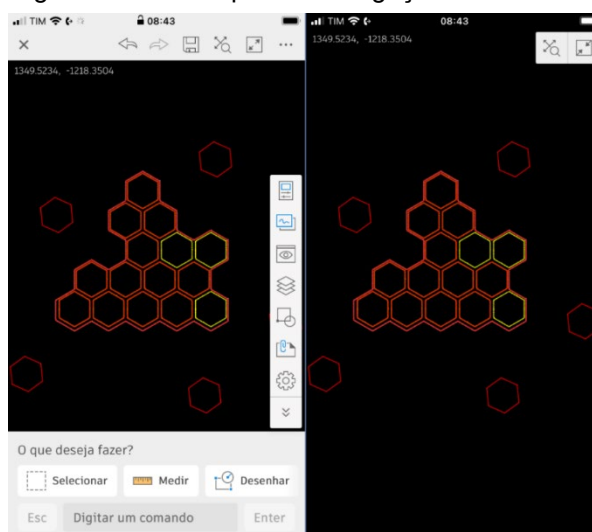 TIM 08:43
1349.5234, -1218.3504
O que deseja fazer?
Selecionar Medir Desenhar
Esc Digitar um comando Enter
TIM 08:43
1349.5234, -1218.3504